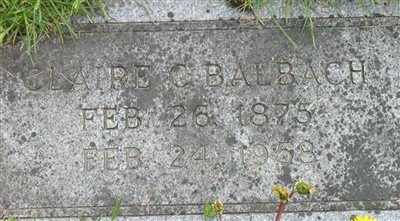 CLAIRE C. BALBACH
FEB. 26, 1875
FEB. 24, 1958